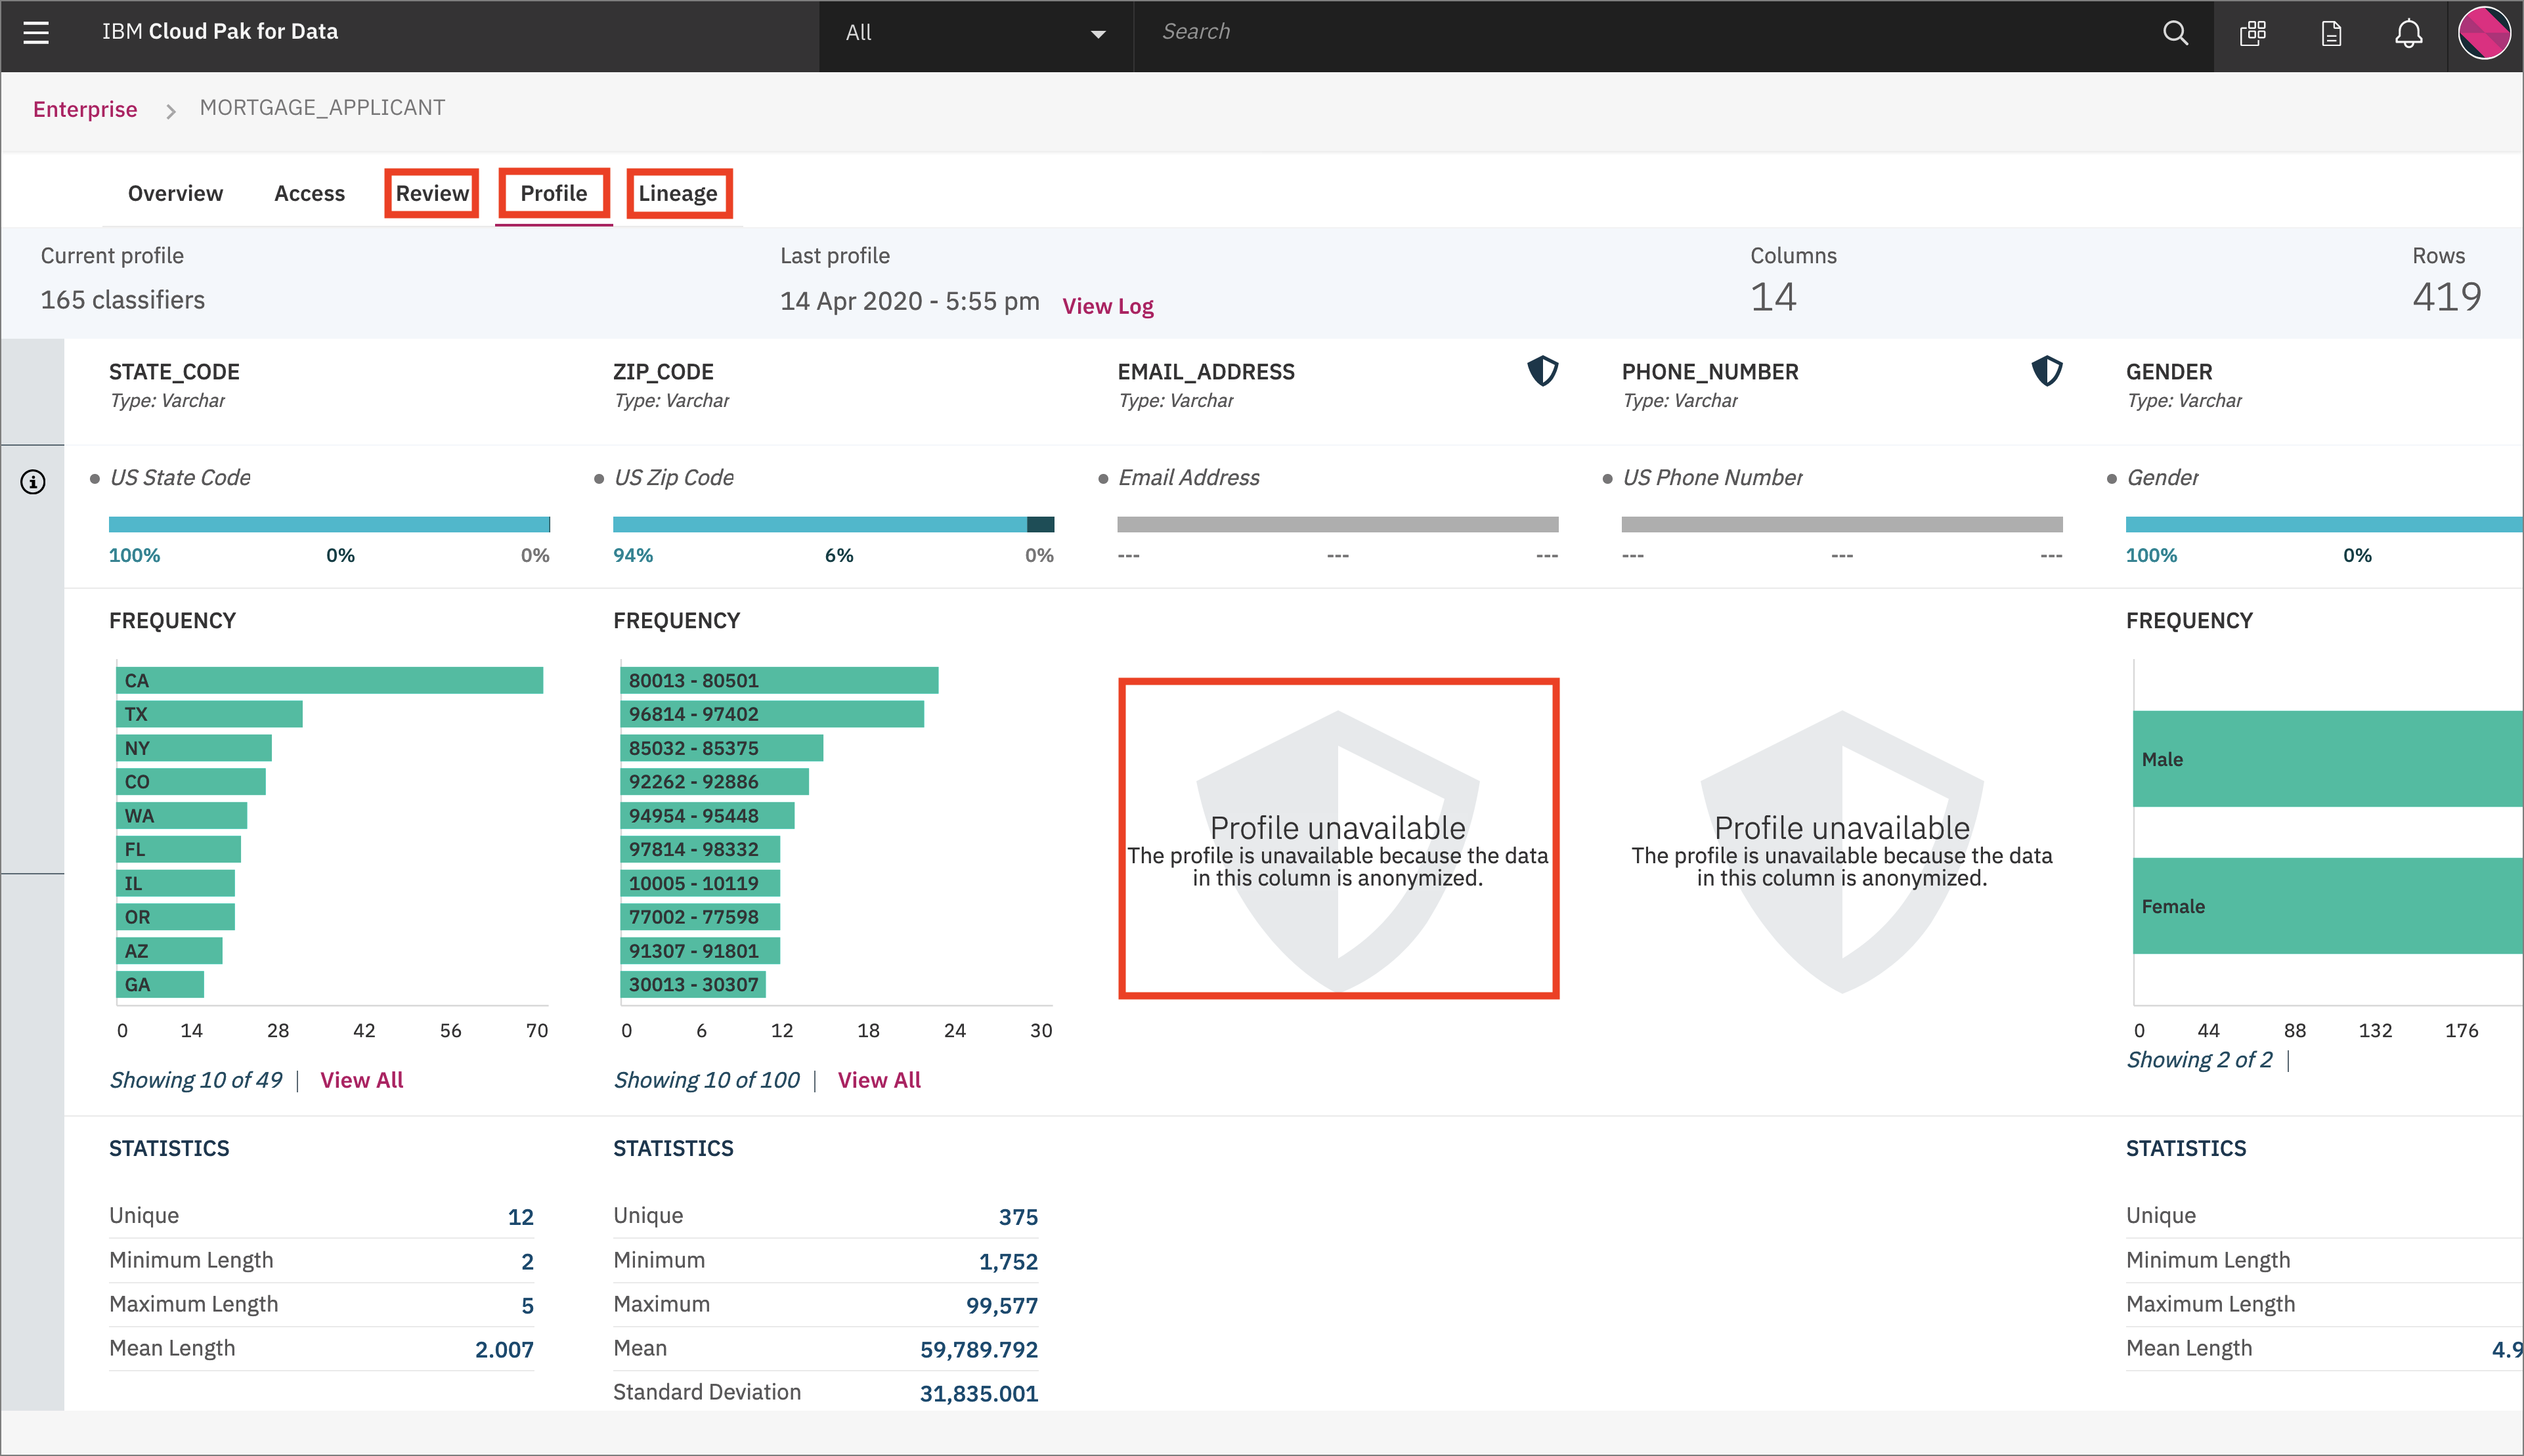 IBM Cloud Pak for Data
All
Search
Enterprise
MORTGAGE_APPLICANT
Overview
Access
Review
Profile
Lineage
Current profile
165 classifiers
Last profile
14 Apr 2020 - 5:55 pm View Log
Columns
14
Rows
419
STATE_CODE
Type: Varchar
US State Code
100% 0% 0%
FREQUENCY
CA
TX
NY
CO
WA
FL
IL
OR
AZ
GA
0 14 28 42 56 70
Showing 10 of 49 | View All
STATISTICS
Unique 12
Minimum Length 2
Maximum Length 5
Mean Length 2.007
ZIP_CODE
Type: Varchar
US Zip Code
94% 6% 0%
FREQUENCY
80013 - 80501
96814 - 97402
85032 - 85375
92262 - 92886
94954 - 95448
97814 - 98332
10005 - 10119
77002 - 77598
91307 - 91801
30013 - 30307
0 6 12 18 24 30
Showing 10 of 100 | View All
STATISTICS
Unique 375
Minimum 1,752
Maximum 99,577
Mean 59,789.792
Standard Deviation 31,835.001
EMAIL_ADDRESS
Type: Varchar
Email Address
--- --- ---
Profile unavailable
The profile is unavailable because the data
in this column is anonymized.
PHONE_NUMBER
Type: Varchar
US Phone Number
--- --- ---
Profile unavailable
The profile is unavailable because the data
in this column is anonymized.
GENDER
Type: Varchar
Gender
100% 0%
FREQUENCY
Male
Female
0 44 88 132 176
Showing 2 of 2 |
STATISTICS
Unique
Minimum Length
Maximum Length
Mean Length 4.9